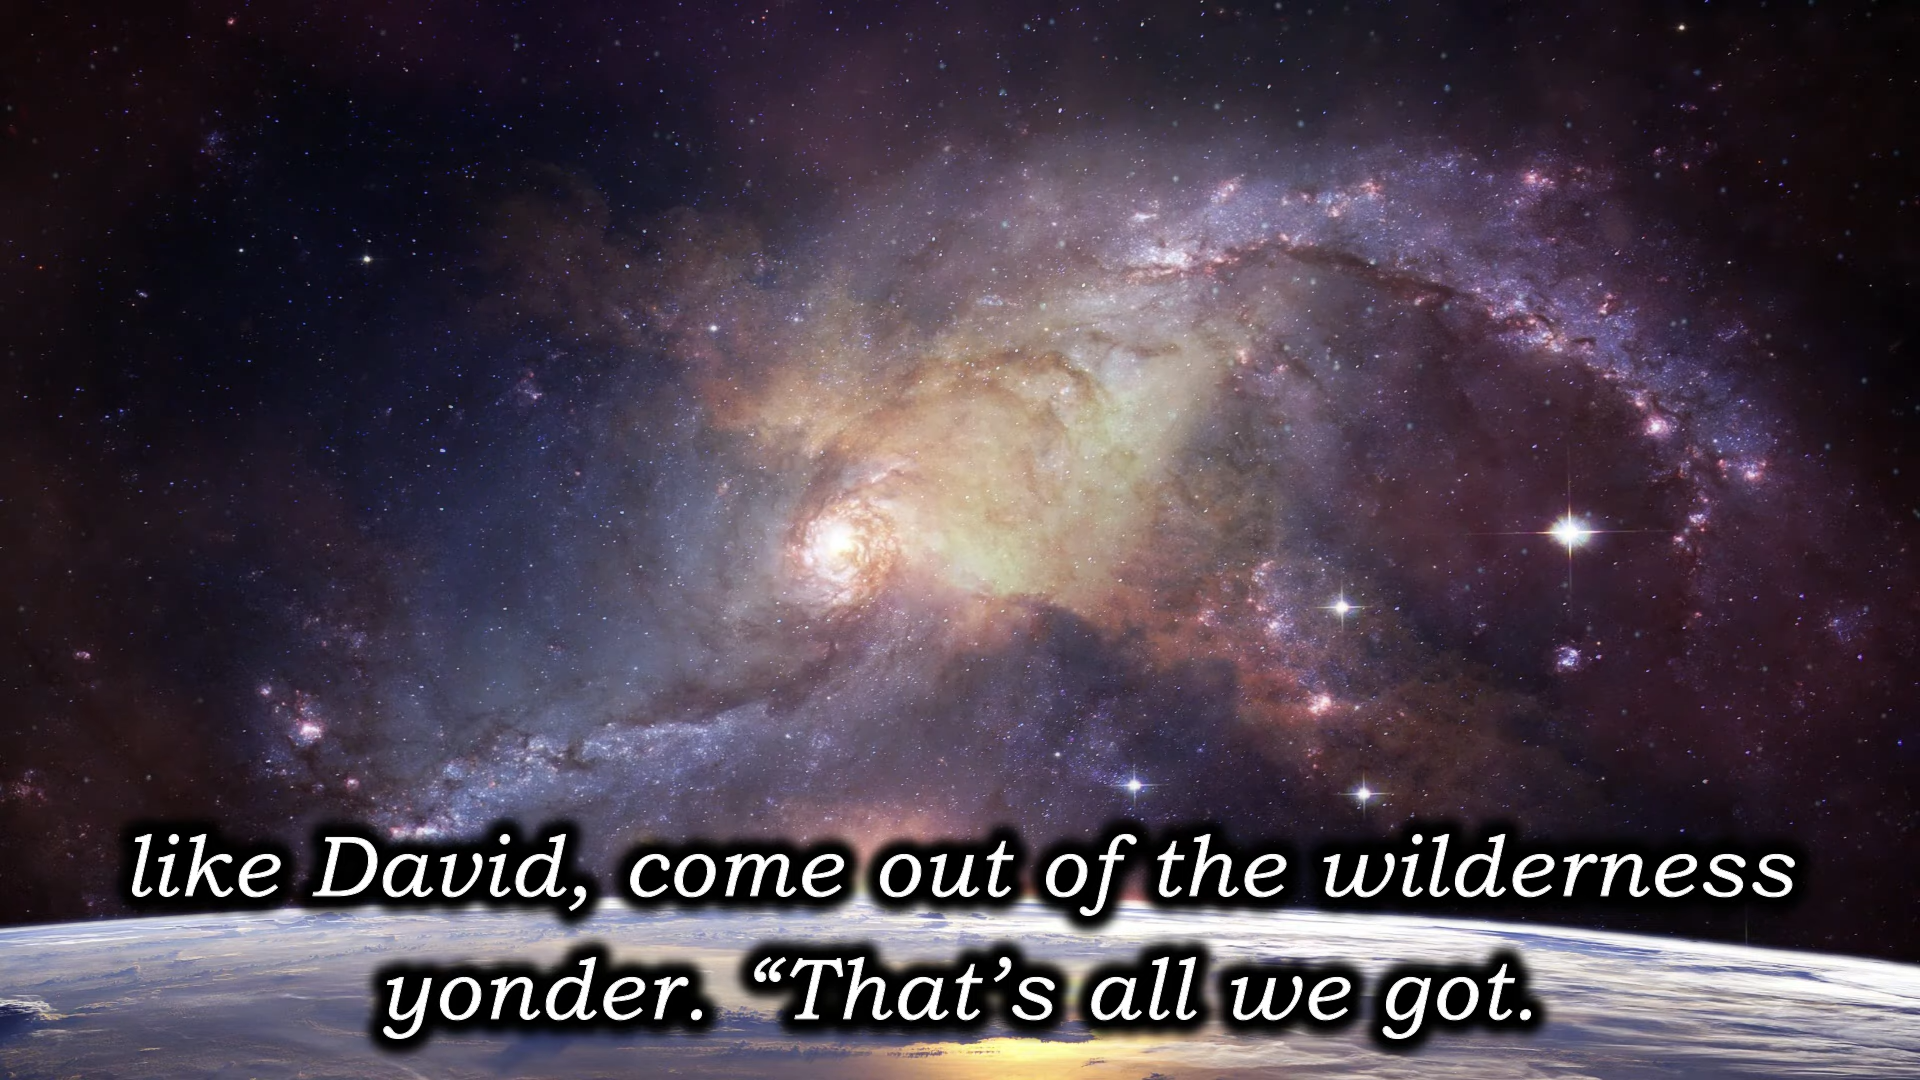 like David, come out of the wilderness
yonder. “That’s all we got.